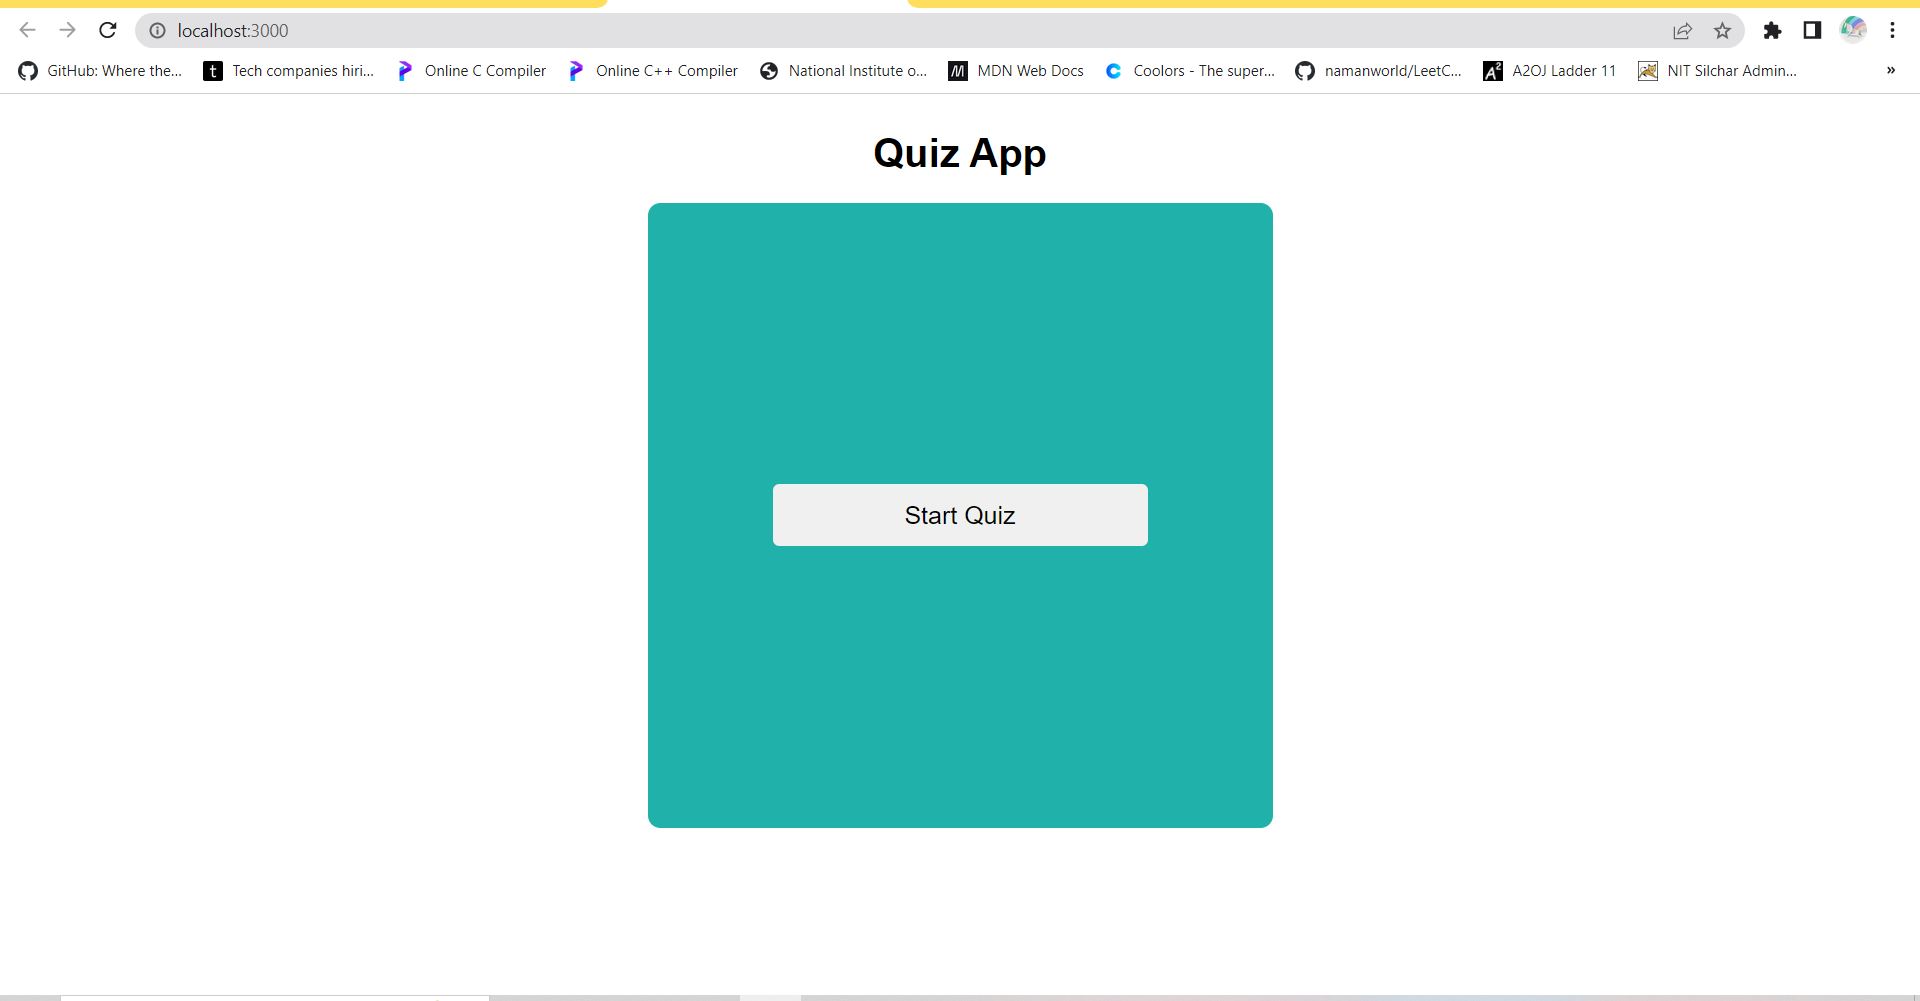 localhost:3000
GitHub: Where the...
t Tech companies hiri...
Online C Compiler
Online C++ Compiler
National Institute o...
M MDN Web Docs
C Coolors - The super...
namanworld/LeetC...
A2 A2OJ Ladder 11
NIT Silchar Admin...
»
Quiz App
Start Quiz